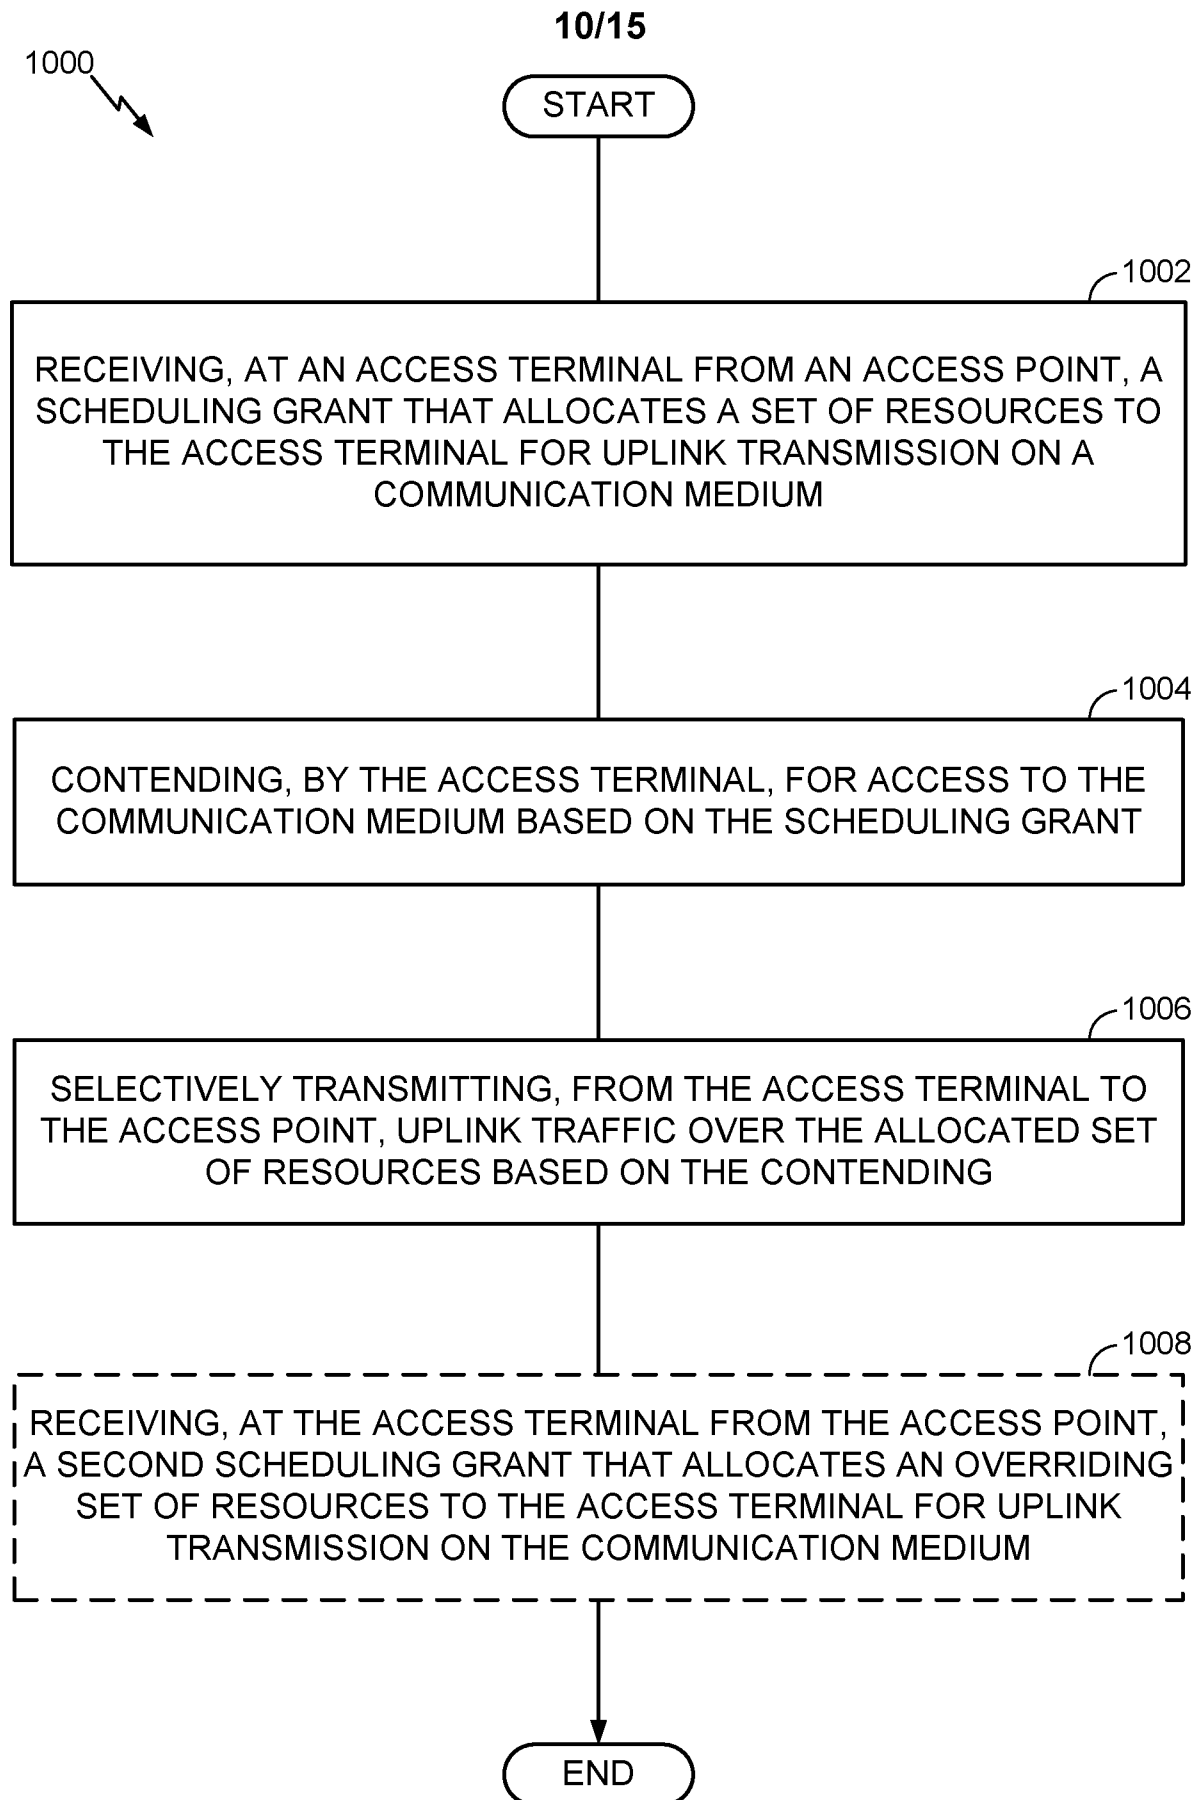 10/15
1000
START
1002
RECEIVING, AT AN ACCESS TERMINAL FROM AN ACCESS POINT, A
SCHEDULING GRANT THAT ALLOCATES A SET OF RESOURCES TO
THE ACCESS TERMINAL FOR UPLINK TRANSMISSION ON A
COMMUNICATION MEDIUM
1004
CONTENDING, BY THE ACCESS TERMINAL, FOR ACCESS TO THE
COMMUNICATION MEDIUM BASED ON THE SCHEDULING GRANT
1006
SELECTIVELY TRANSMITTING, FROM THE ACCESS TERMINAL TO
THE ACCESS POINT, UPLINK TRAFFIC OVER THE ALLOCATED SET
OF RESOURCES BASED ON THE CONTENDING
1008
RECEIVING, AT THE ACCESS TERMINAL FROM THE ACCESS POINT,
A SECOND SCHEDULING GRANT THAT ALLOCATES AN OVERRIDING
SET OF RESOURCES TO THE ACCESS TERMINAL FOR UPLINK
TRANSMISSION ON THE COMMUNICATION MEDIUM
END